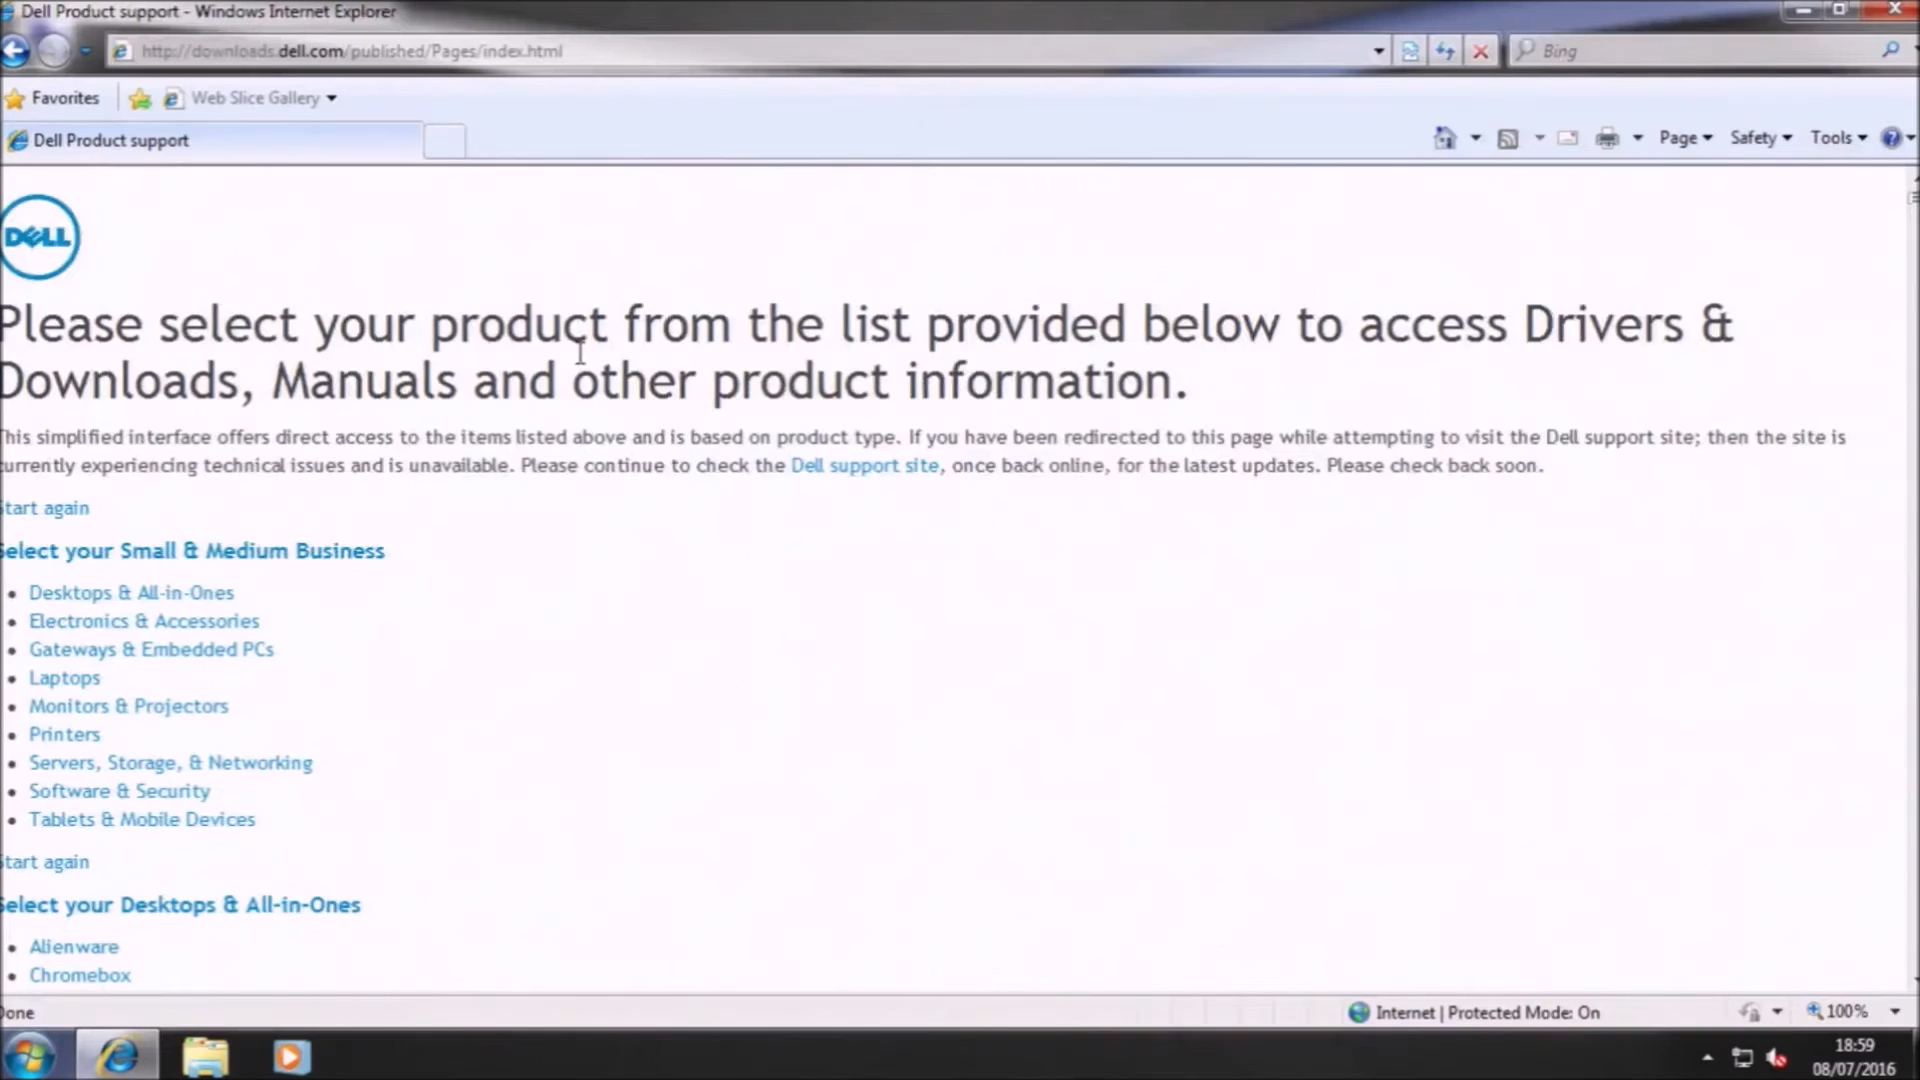 Dell Product support - Windows Internet Explorer
http://downloads.dell.com/published/Pages/index.html
Bing
Favorites
Web Slice Gallery
Dell Product support
Page
Safety
Tools
DELL
Please select your product from the list provided below to access Drivers &
Downloads, Manuals and other product information.
This simplified interface offers direct access to the items listed above and is based on product type. If you have been redirected to this page while attempting to visit the Dell support site; then the site is
currently experiencing technical issues and is unavailable. Please continue to check the Dell support site, once back online, for the latest updates. Please check back soon.
Start again
Select your Small & Medium Business
Desktops & All-in-Ones
Electronics & Accessories
Gateways & Embedded PCs
Laptops
Monitors & Projectors
Printers
Servers, Storage, & Networking
Software & Security
Tablets & Mobile Devices
Start again
Select your Desktops & All-in-Ones
Alienware
Chromebox
Done
Internet | Protected Mode: On
100%
18:59
08/07/2016